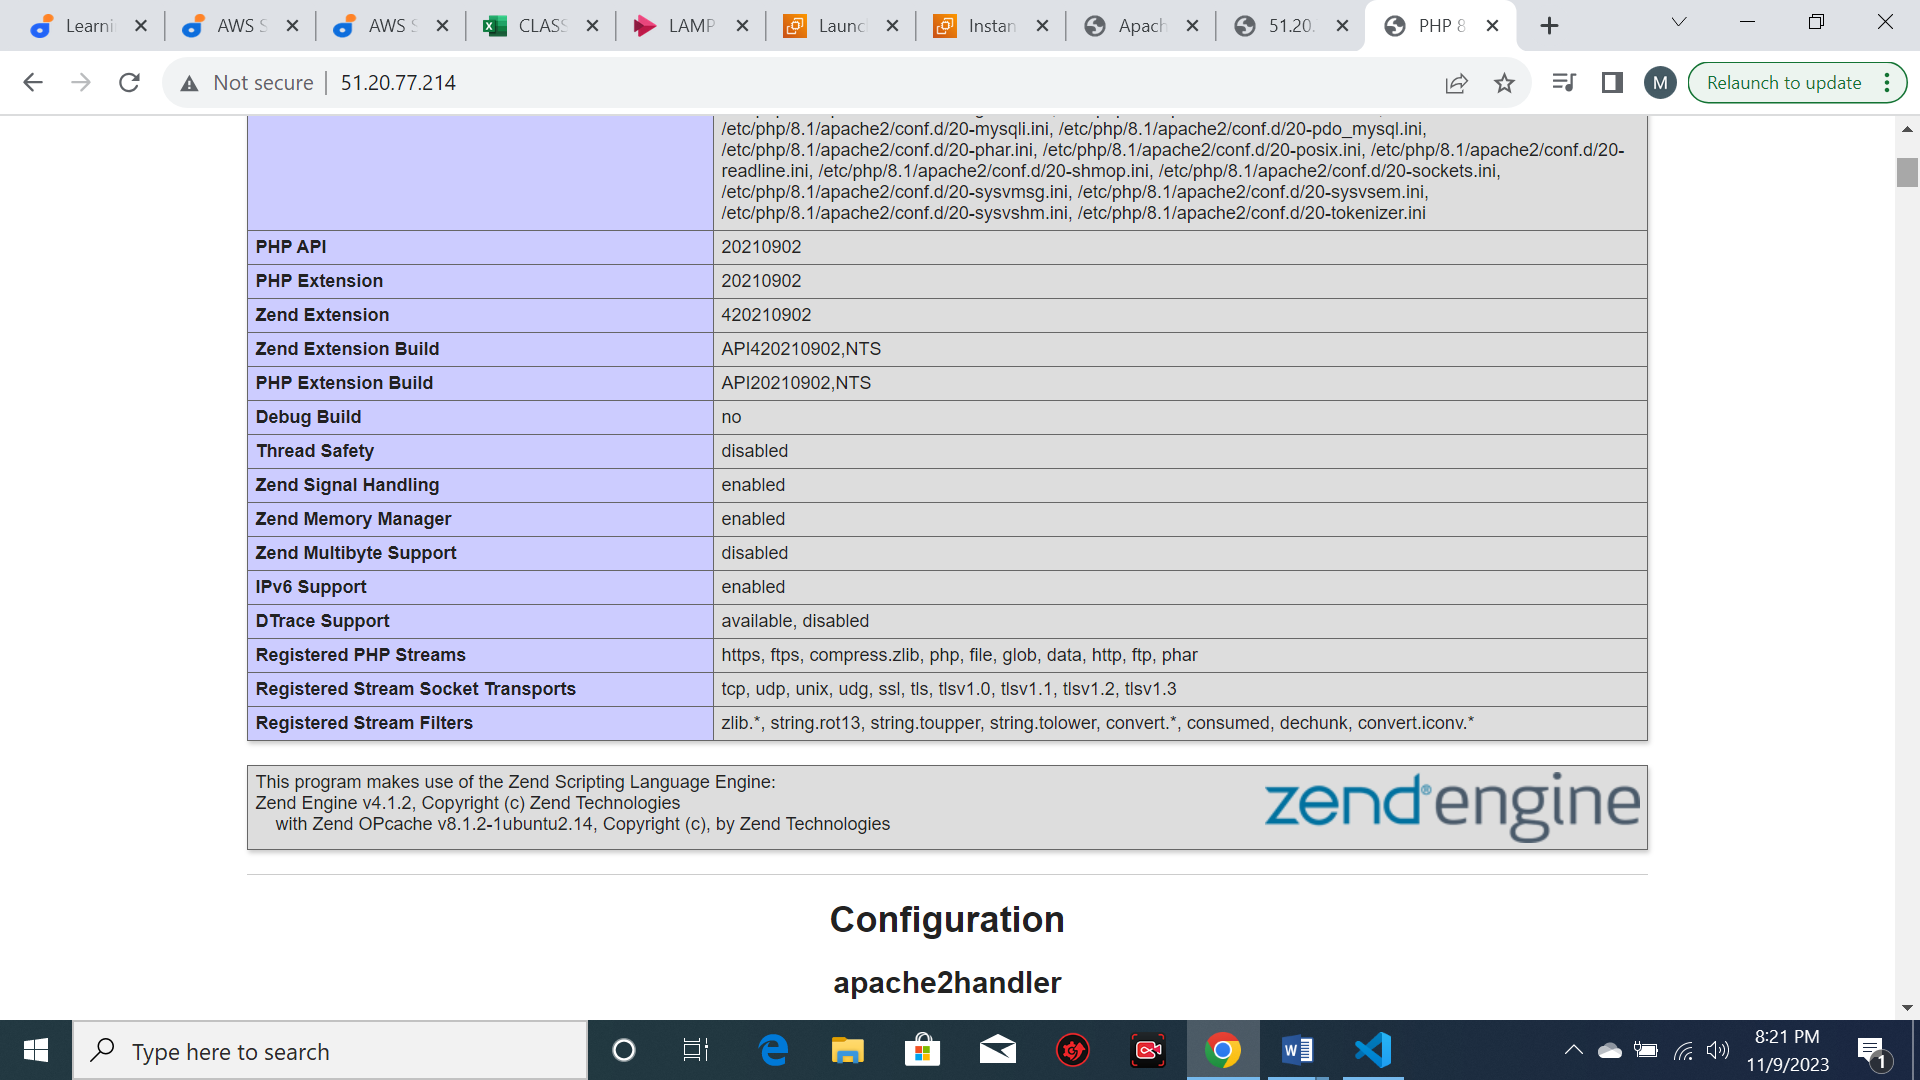 Learni
AWS S
AWS S
CLASS
LAMP
Launc
Instan
Apach
51.20.
PHP 8
Not secure
51.20.77.214
M
Relaunch to update
/etc/php/8.1/apache2/conf.d/20-mysqli.ini, /etc/php/8.1/apache2/conf.d/20-pdo_mysql.ini,
/etc/php/8.1/apache2/conf.d/20-phar.ini, /etc/php/8.1/apache2/conf.d/20-posix.ini, /etc/php/8.1/apache2/conf.d/20-
readline.ini, /etc/php/8.1/apache2/conf.d/20-shmop.ini, /etc/php/8.1/apache2/conf.d/20-sockets.ini,
/etc/php/8.1/apache2/conf.d/20-sysvmsg.ini, /etc/php/8.1/apache2/conf.d/20-sysvsem.ini,
/etc/php/8.1/apache2/conf.d/20-sysvshm.ini, /etc/php/8.1/apache2/conf.d/20-tokenizer.ini
PHP API 20210902
PHP Extension 20210902
Zend Extension 420210902
Zend Extension Build API420210902,NTS
PHP Extension Build API20210902,NTS
Debug Build no
Thread Safety disabled
Zend Signal Handling enabled
Zend Memory Manager enabled
Zend Multibyte Support disabled
IPv6 Support enabled
DTrace Support available, disabled
Registered PHP Streams https, ftps, compress.zlib, php, file, glob, data, http, ftp, phar
Registered Stream Socket Transports tcp, udp, unix, udg, ssl, tls, tlsv1.0, tlsv1.1, tlsv1.2, tlsv1.3
Registered Stream Filters zlib.*, string.rot13, string.toupper, string.tolower, convert.*, consumed, dechunk, convert.iconv.*
This program makes use of the Zend Scripting Language Engine:
Zend Engine v4.1.2, Copyright (c) Zend Technologies
with Zend OPcache v8.1.2-1ubuntu2.14, Copyright (c), by Zend Technologies
zend®engine
Configuration
apache2handler
Type here to search
8:21 PM
11/9/2023
1